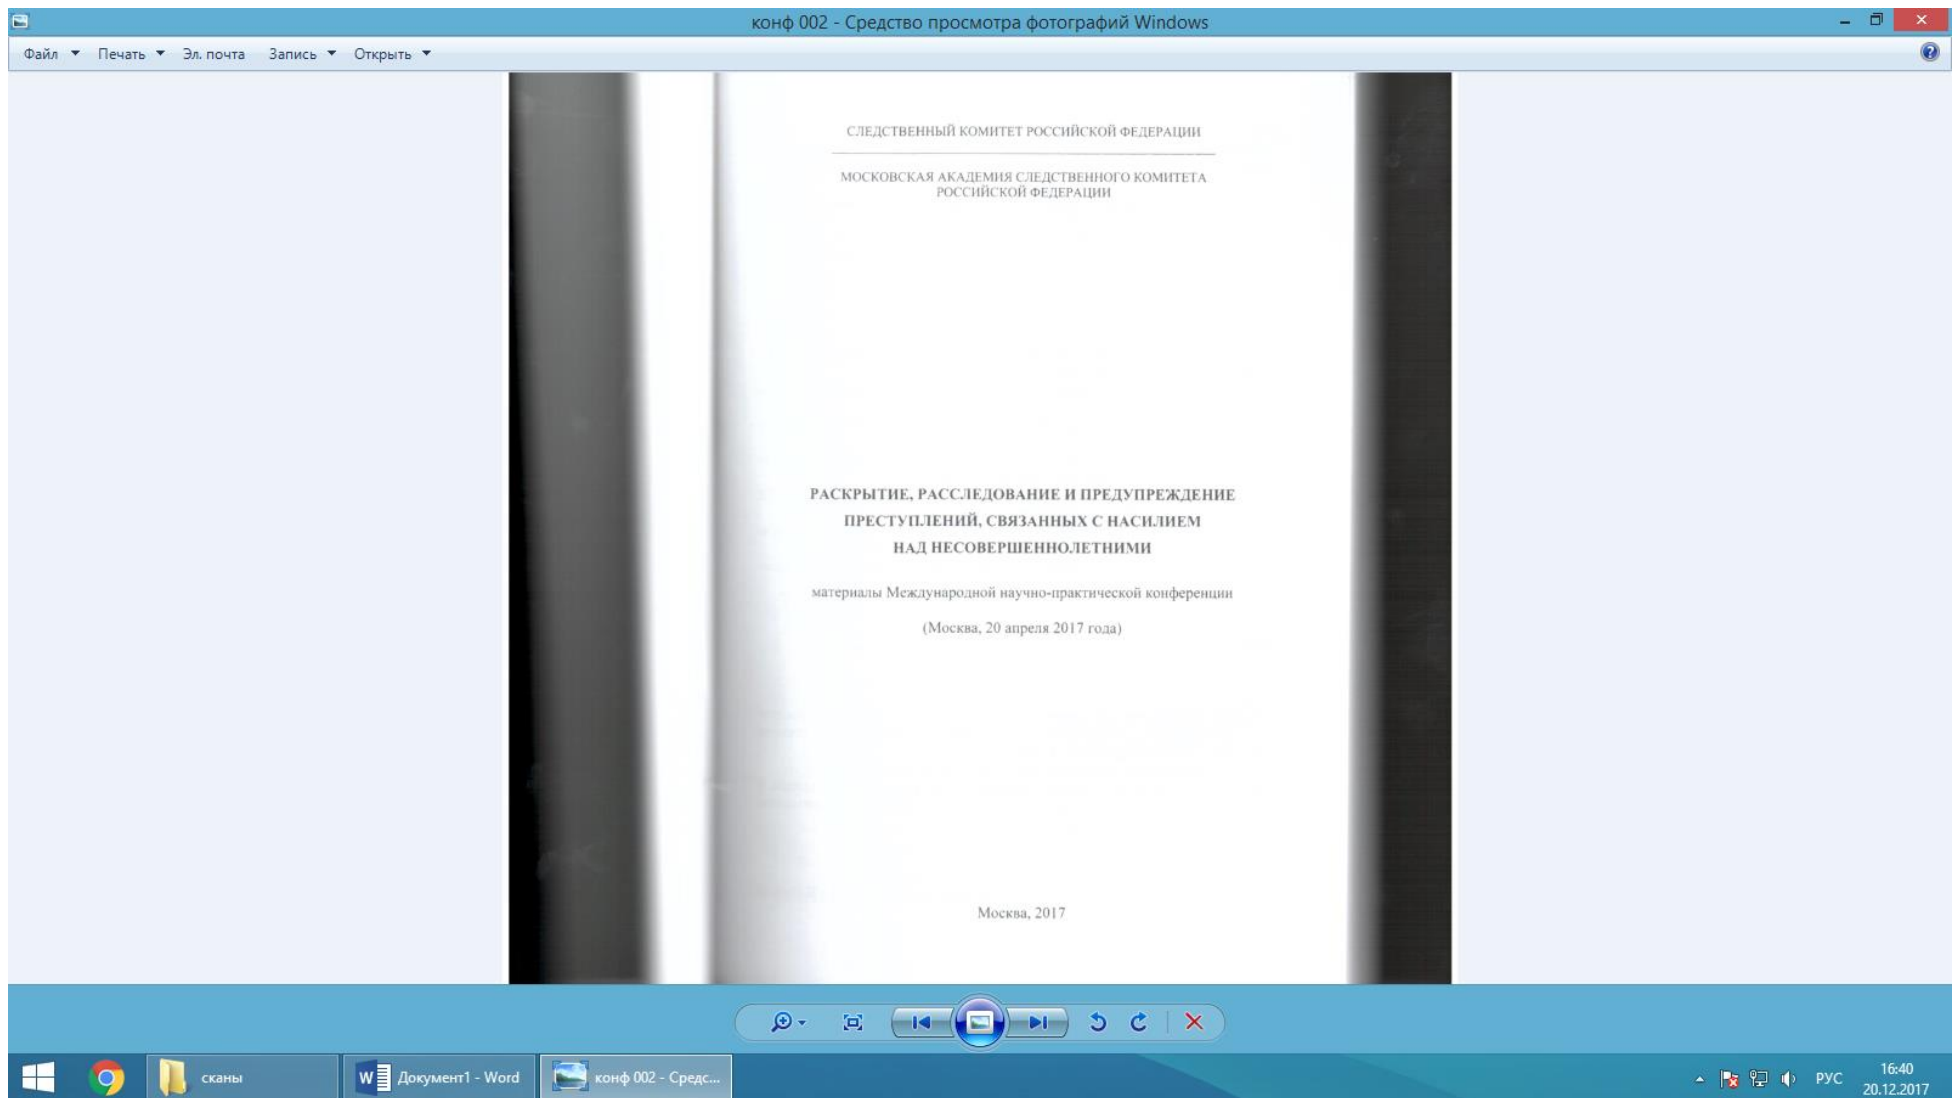 конф 002 - Средство просмотра фотографий Windows
Файл Печать Эл. почта Запись Открыть
СЛЕДСТВЕННЫЙ КОМИТЕТ РОССИЙСКОЙ ФЕДЕРАЦИИ
МОСКОВСКАЯ АКАДЕМИЯ СЛЕДСТВЕННОГО КОМИТЕТА
РОССИЙСКОЙ ФЕДЕРАЦИИ
РАСКРЫТИЕ, РАССЛЕДОВАНИЕ И ПРЕДУПРЕЖДЕНИЕ
ПРЕСТУПЛЕНИЙ, СВЯЗАННЫХ С НАСИЛИЕМ
НАД НЕСОВЕРШЕННОЛЕТНИМИ
материалы Международной научно-практической конференции
(Москва, 20 апреля 2017 года)
Москва, 2017
сканы Документ1 - Word конф 002 - Средс... РУС 16:40
20.12.2017